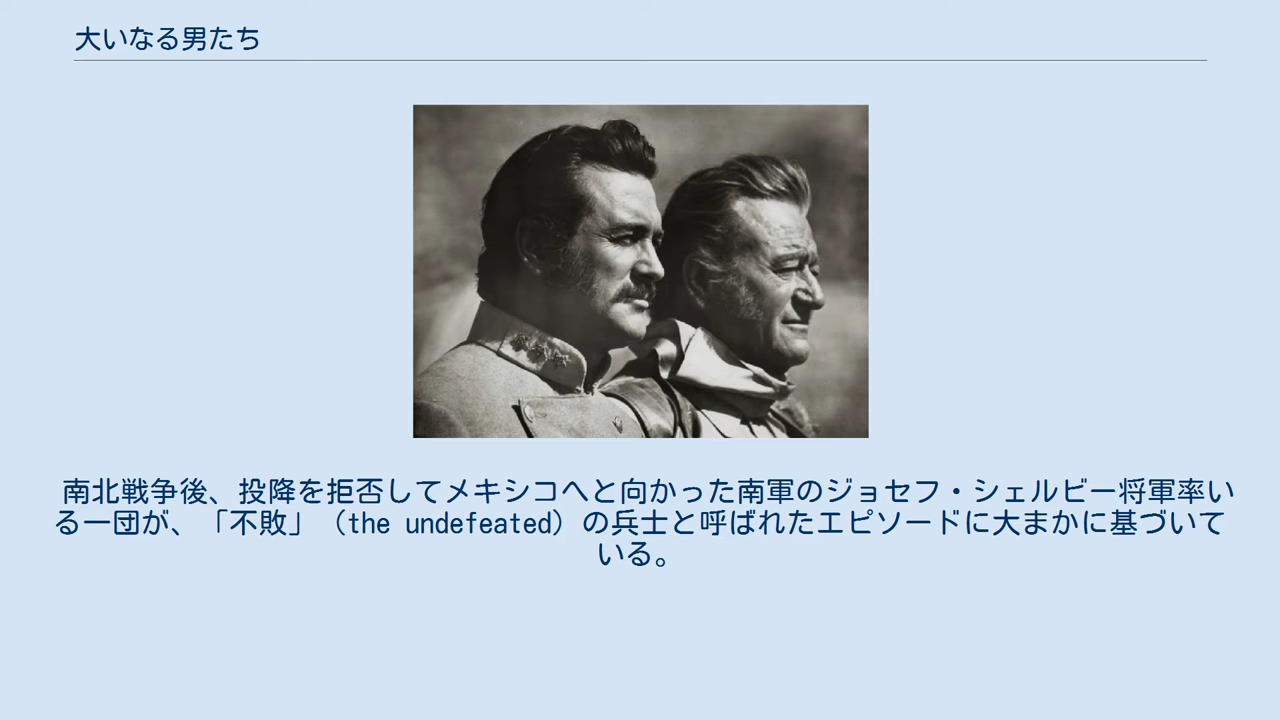 大いなる男たち
南北戦争後、投降を拒否してメキシコへと向かった南軍のジョセフ・シェルビー将軍率い
る一団が、「不敗」（the undefeated）の兵士と呼ばれたエピソードに大まかに基づいて
いる。